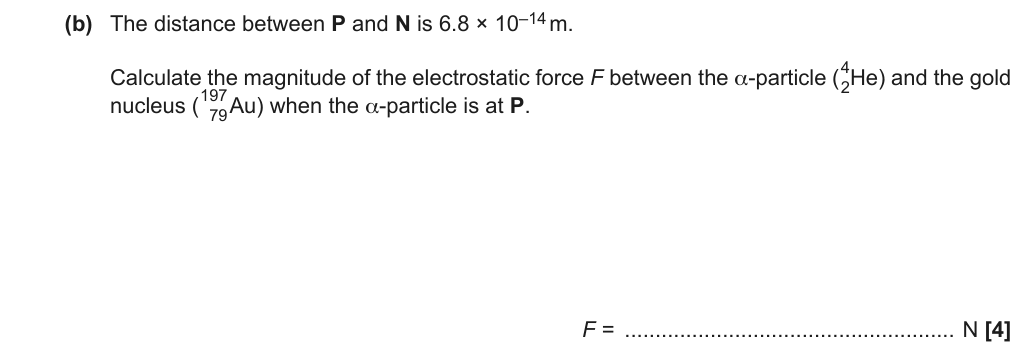 (b) The distance between P and N is 6.8 × 10⁻¹⁴ m.
Calculate the magnitude of the electrostatic force F between the α-particle (⁴₂He) and the gold
nucleus (¹⁹⁷₇₉Au) when the α-particle is at P.
F = ...................................................... N [4]